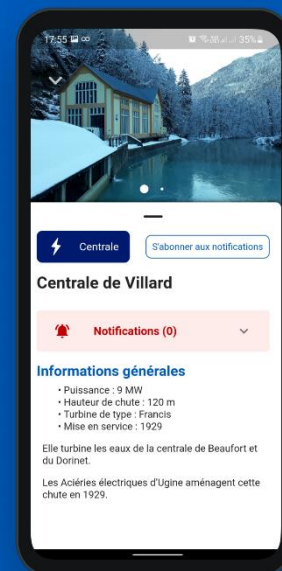 17:55
35%
Centrale
S'abonner aux notifications
Centrale de Villard
Notifications (0)
Informations générales
• Puissance : 9 MW
• Hauteur de chute : 120 m
• Turbine de type : Francis
• Mise en service : 1929
Elle turbine les eaux de la centrale de Beaufort et
du Dorinet.
Les Aciéries électriques d'Ugine aménagent cette
chute en 1929.